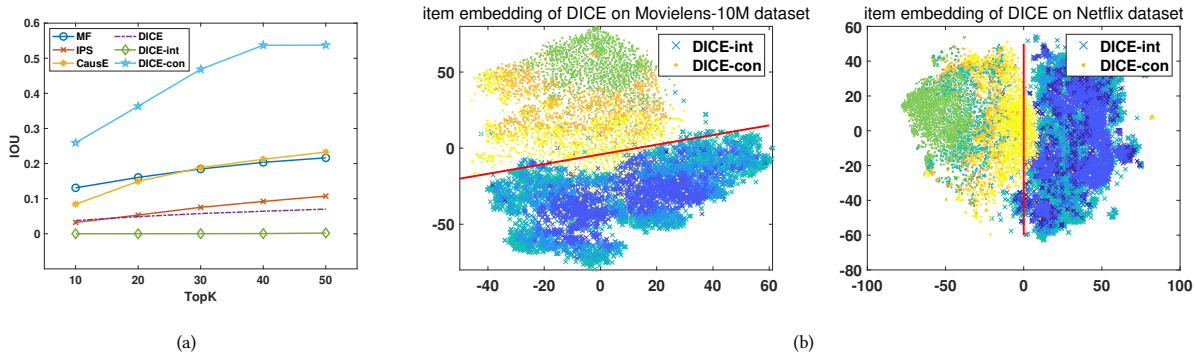 0.6
0.5
0.4
0.3
0.2
0.1
0
IOU
MF
IPS
CausE
DICE
DICE-int
DICE-con
10 20 30 40 50
TopK
(a)
item embedding of DICE on Movielens-10M dataset
DICE-int
DICE-con
50
0
-50
-40 -20 0 20 40 60
item embedding of DICE on Netflix dataset
DICE-int
DICE-con
60
40
20
0
-20
-40
-60
-80
-100 -50 0 50 100
(b)